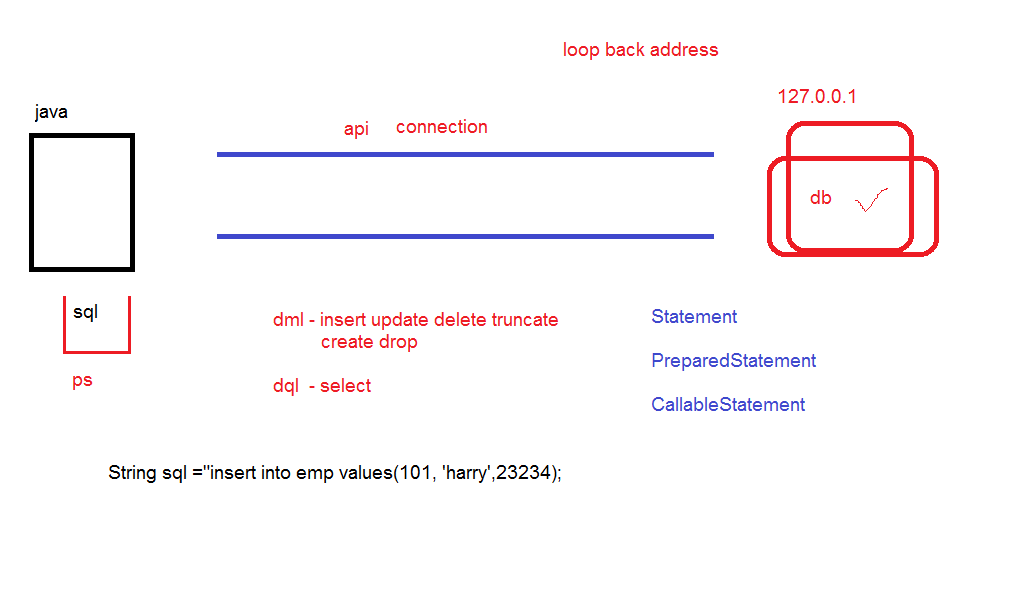 loop back address
127.0.0.1
java
api connection
db
sql
ps
dml - insert update delete truncate
create drop
dql - select
Statement
PreparedStatement
CallableStatement
String sql ="insert into emp values(101, 'harry',23234);